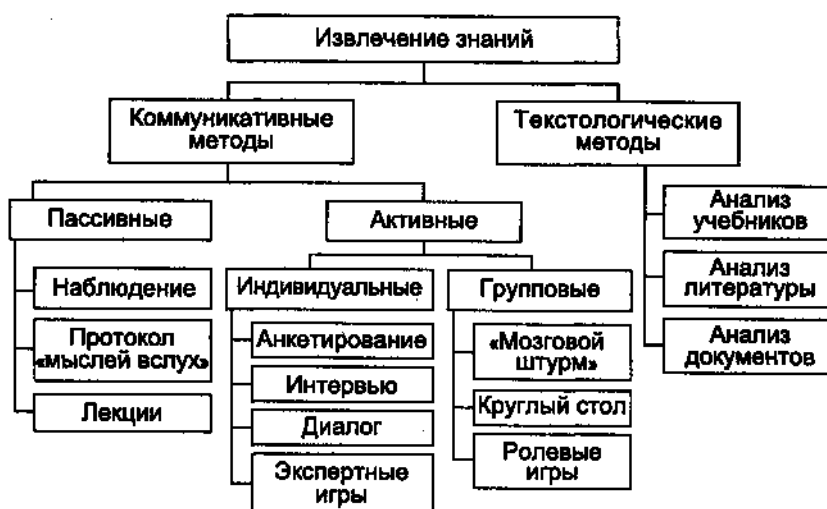 Извлечение знаний
Коммуникативные
методы
Текстологические
методы
Пассивные
Активные
Анализ
учебников
Наблюдение
Индивидуальные
Групповые
Анализ
литературы
Протокол
«мыслей вслух»
Анкетирование
«Мозговой
штурм»
Анализ
документов
Лекции
Интервью
Круглый стол
Диалог
Ролевые
игры
Экспертные
игры